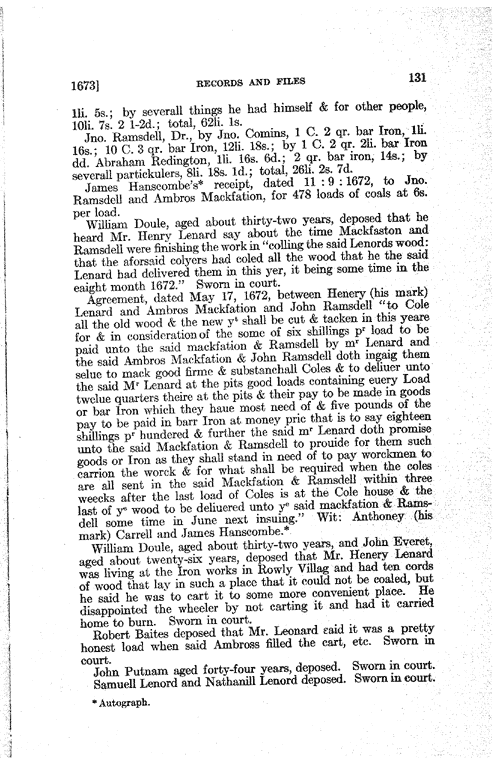 1673]
RECORDS AND FILES
131
1li. 5s.; by severall things he had himself & for other people,
10li. 7s. 2 1-2d.; total, 62li. 1s.
Jno. Ramsdell, Dr., by Jno. Comins, 1 C. 2 qr. bar Iron, 1li.
16s.; 10 C. 3 qr. bar Iron, 12li. 18s.; by 1 C. 2 qr. 2li. bar Iron
dd. Abraham Redington, 1li. 16s. 6d.; 2 qr. bar iron, 14s.; by
severall partickulers, 8li. 18s. 1d.; total, 26li. 2s. 7d.
James Hanscombe's* receipt, dated 11 : 9 : 1672, to Jno.
Ramsdell and Ambros Mackfation, for 478 loads of coals at 6s.
per load.
William Doule, aged about thirty-two years, deposed that he
heard Mr. Henry Lenard say about the time Mackfaston and
Ramsdell were finishing the work in "colling the said Lenords wood:
that the aforsaid colyers had coled all the wood that he the said
Lenard had delivered them in this yer, it being some time in the
eaight month 1672." Sworn in court.
Agreement, dated May 17, 1672, between Henery (his mark)
Lenard and Ambros Mackfation and John Ramsdell "to Cole
all the old wood & the new yt shall be cut & tacken in this yeare
for & in consideration of the some of six shillings pr load to be
paid unto the said mackfation & Ramsdell by mr Lenard and
the said Ambros Mackfation & John Ramsdell doth ingaig them
selue to mack good firme & substanchall Coles & to deliuer unto
the said Mr Lenard at the pits good loads containing euery Load
twelue quarters theire at the pits & their pay to be made in goods
or bar Iron which they haue most need of & five pounds of the
pay to be paid in barr Iron at money pric that is to say eighteen
shillings pr hundered & further the said mr Lenard doth promise
unto the said Mackfation & Ramsdell to prouide for them such
goods or Iron as they shall stand in need of to pay worckmen to
carrion the worck & for what shall be required when the coles
are all sent in the said Mackfation & Ramsdell within three
weecks after the last load of Coles is at the Cole house & the
last of ye wood to be deliuered unto ye said mackfation & Rams-
dell some time in June next insuing." Wit: Anthoney (his
mark) Carrell and James Hanscombe.*
William Doule, aged about thirty-two years, and John Everet,
aged about twenty-six years, deposed that Mr. Henery Lenard
was living at the Iron works in Rowly Villag and had ten cords
of wood that lay in such a place that it could not be coaled, but
he said he was to cart it to some more convenient place. He
disappointed the wheeler by not carting it and had it carried
home to burn. Sworn in court.
Robert Baites deposed that Mr. Leonard said it was a pretty
honest load when said Ambross filled the cart, etc. Sworn in
court.
John Putnam aged forty-four years, deposed. Sworn in court.
Samuell Lenord and Nathanill Lenord deposed. Sworn in court.
* Autograph.